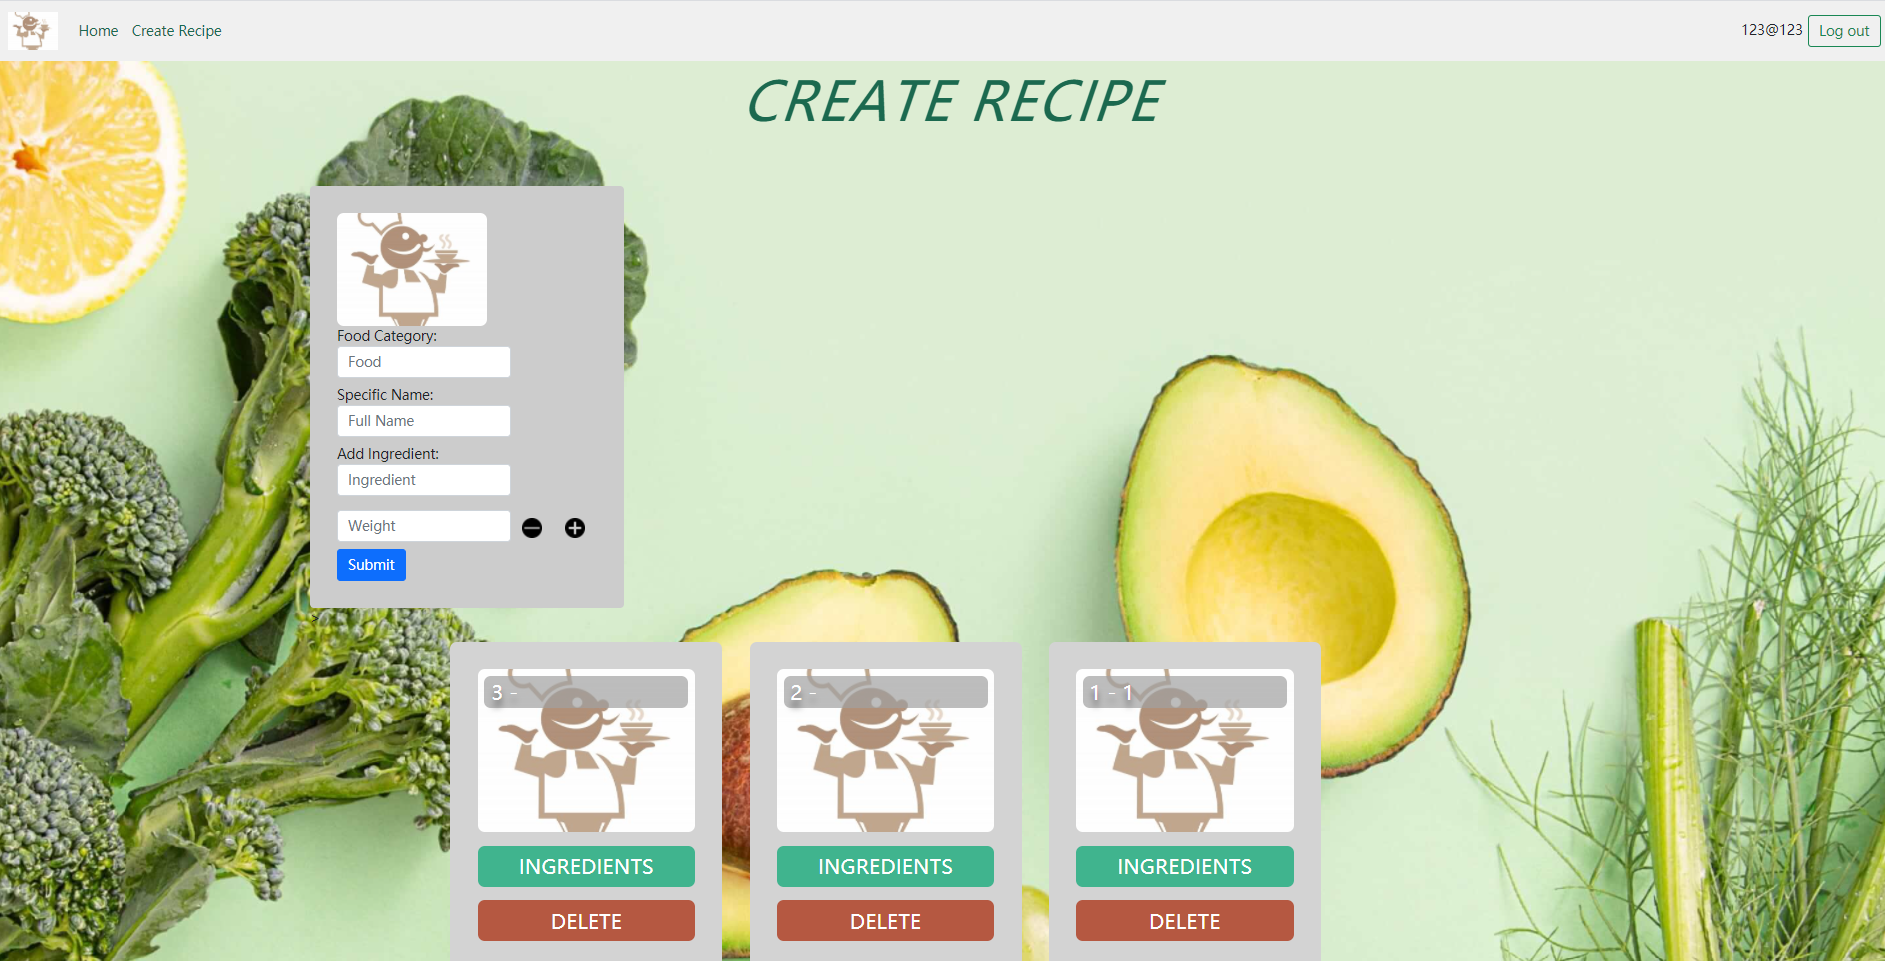 Home Create Recipe 123@123 Log out
CREATE RECIPE
Food Category:
Food
Specific Name:
Full Name
Add Ingredient:
Ingredient
Weight
Submit
>
3 - 2 - 1 - 1
INGREDIENTS INGREDIENTS INGREDIENTS
DELETE DELETE DELETE